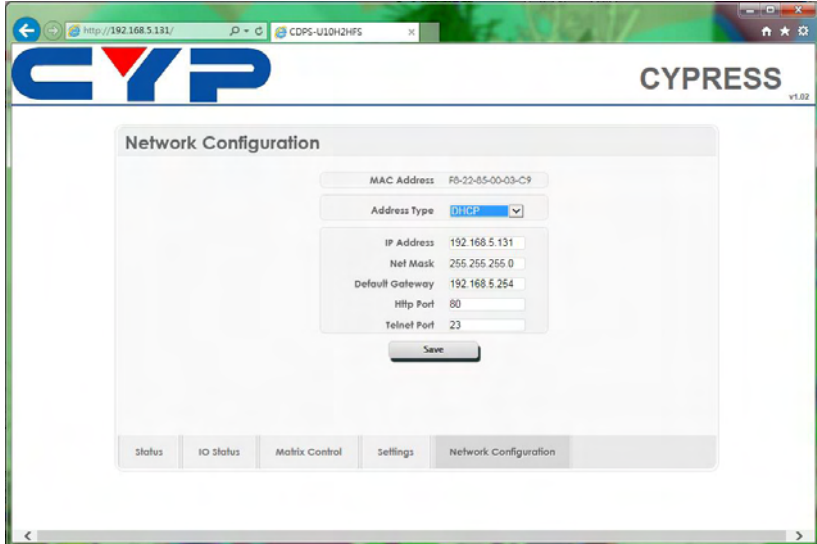 http://192.168.5.131/
CDPS-U10H2HFS
CYP
CYPRESS
v1.02
Network Configuration
MAC Address F8-22-85-00-03-C9
Address Type DHCP
IP Address 192.168.5.131
Net Mask 255.255.255.0
Default Gateway 192.168.5.254
Http Port 80
Telnet Port 23
Save
Status IO Status Matrix Control Settings Network Configuration